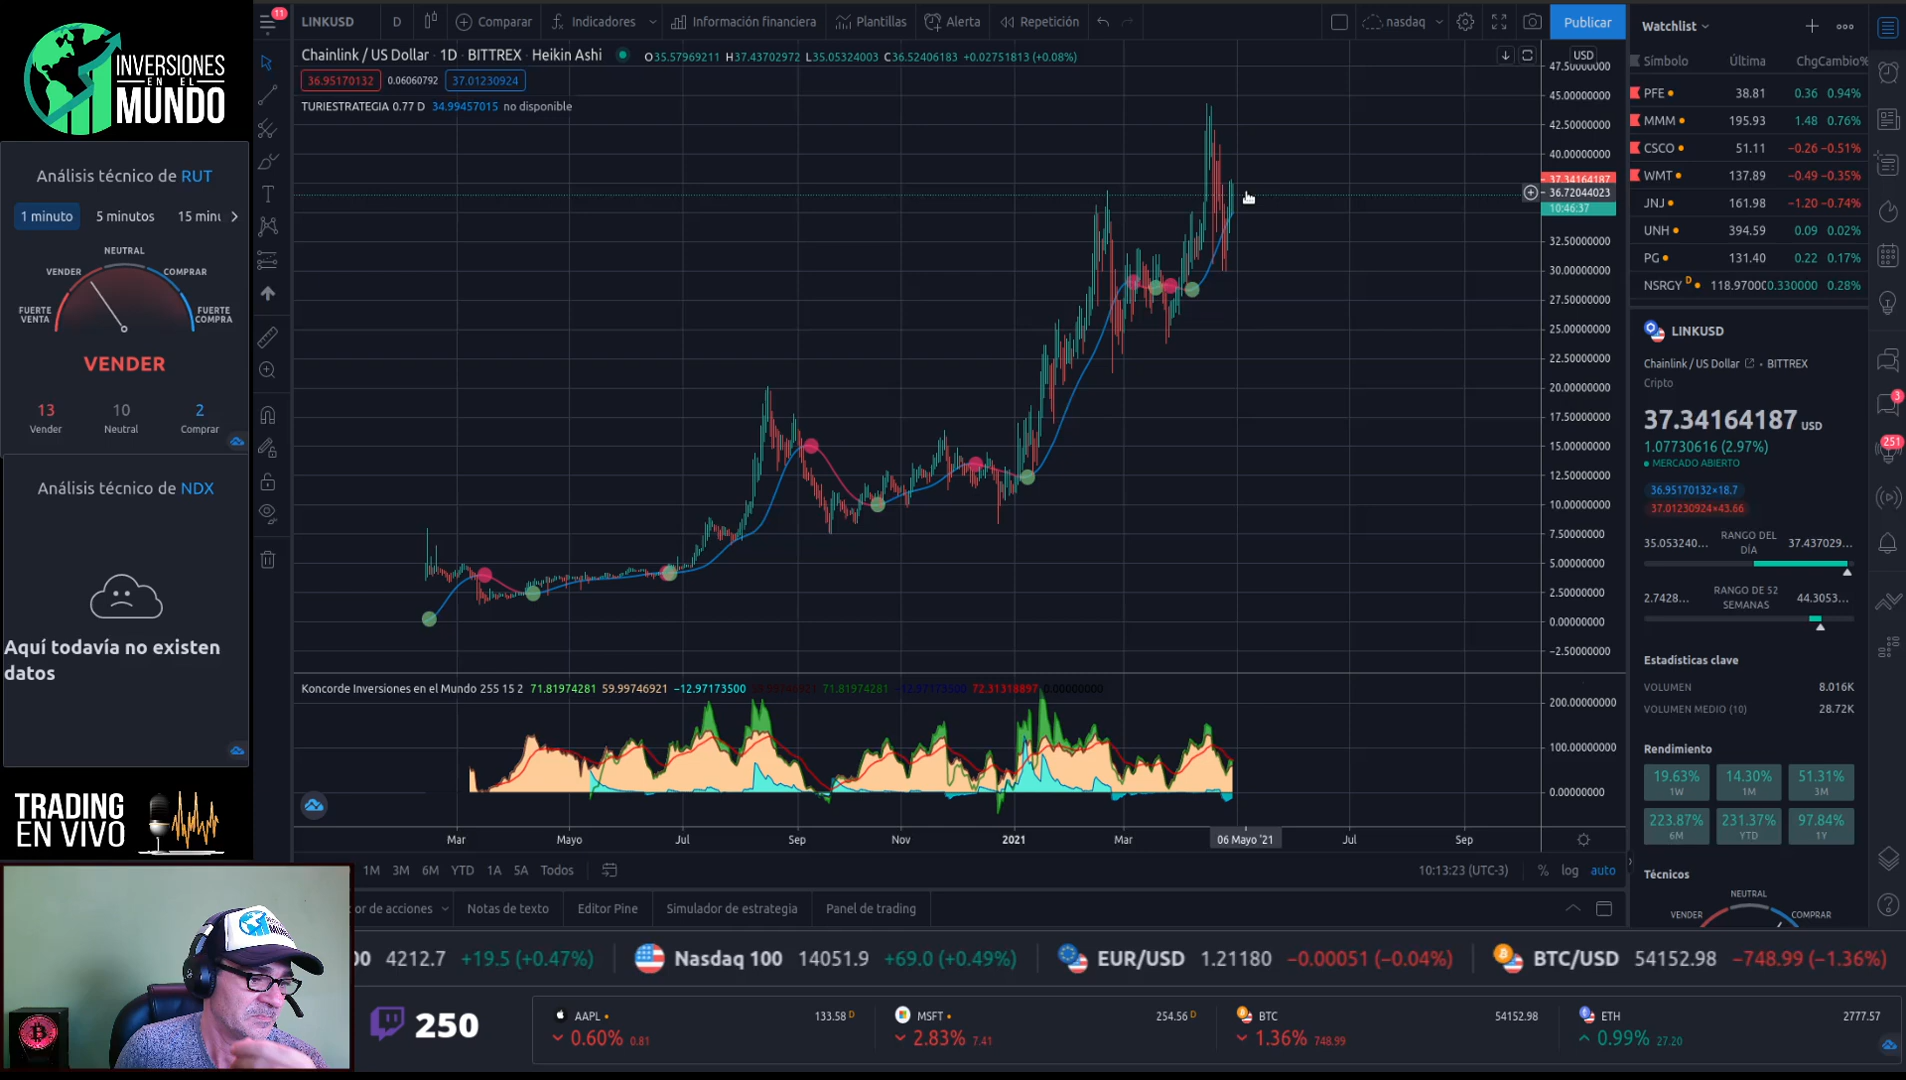 INVERSIONES
EN EL
MUNDO
Análisis técnico de RUT
1 minuto
5 minutos
15 minu
NEUTRAL
VENDER
COMPRAR
FUERTE VENTA
FUERTE COMPRA
VENDER
13
10
2
Vender
Neutral
Comprar
Análisis técnico de NDX
Aquí todavía no existen
datos
TRADING
EN VIVO
11
LINKUSD
D
Comparar
Indicadores
Información financiera
Plantillas
Alerta
Repetición
nasdaq
Publicar
Chainlink / US Dollar · 1D · BITTREX · Heikin Ashi
O35.57969211 H37.43702972 L35.05324003 C36.52406183 +0.02751813 (+0.08%)
36.95170132
0.06060792
37.01230924
TURIESTRATEGIA 0.77 D 34.99457015 no disponible
USD
47.50000000
45.00000000
42.50000000
40.00000000
37.34164187
36.72044023
10:46:37
32.50000000
30.00000000
27.50000000
25.00000000
22.50000000
20.00000000
17.50000000
15.00000000
12.50000000
10.00000000
7.50000000
5.00000000
2.50000000
0.00000000
−2.50000000
Koncorde Inversiones en el Mundo 255 15 2 71.81974281 59.99746921 −12.97173500 59.99746921 71.81974281 −12.97173500 72.31318897 0.00000000
200.00000000
100.00000000
0.00000000
Mar
Mayo
Jul
Sep
Nov
2021
Mar
06 Mayo '21
Jul
Sep
1M
3M
6M
YTD
1A
5A
Todos
10:13:23 (UTC-3)
%
log
auto
or de acciones
Notas de texto
Editor Pine
Simulador de estrategia
Panel de trading
Watchlist
Símbolo
Última
Chg
Cambio%
PFE 38.81 0.36 0.94%
MMM 195.93 1.48 0.76%
CSCO 51.11 −0.26 −0.51%
WMT 137.89 −0.49 −0.35%
JNJ 161.98 −1.20 −0.74%
UNH 394.59 0.09 0.02%
PG 131.40 0.22 0.17%
NSRGY D 118.9700 0.330000 0.28%
LINKUSD
Chainlink / US Dollar · BITTREX
Cripto
37.34164187 USD
1.07730616 (2.97%)
MERCADO ABIERTO
36.95170132×18.7
37.01230924×43.66
35.053240...
RANGO DEL DÍA
37.437029...
2.7428...
RANGO DE 52 SEMANAS
44.3053...
Estadísticas clave
VOLUMEN 8.016K
VOLUMEN MEDIO (10) 28.72K
Rendimiento
19.63% 1W
14.30% 1M
51.31% 3M
223.87% 6M
231.37% YTD
97.84% 1Y
Técnicos
NEUTRAL
VENDER
COMPRAR
3
251
00 4212.7 +19.5 (+0.47%)
Nasdaq 100 14051.9 +69.0 (+0.49%)
EUR/USD 1.21180 −0.00051 (−0.04%)
BTC/USD 54152.98 −748.99 (−1.36%)
250
AAPL 133.58 D
0.60% 0.81
MSFT 254.56 D
2.83% 7.41
BTC 54152.98
1.36% 748.99
ETH 2777.57
0.99% 27.20